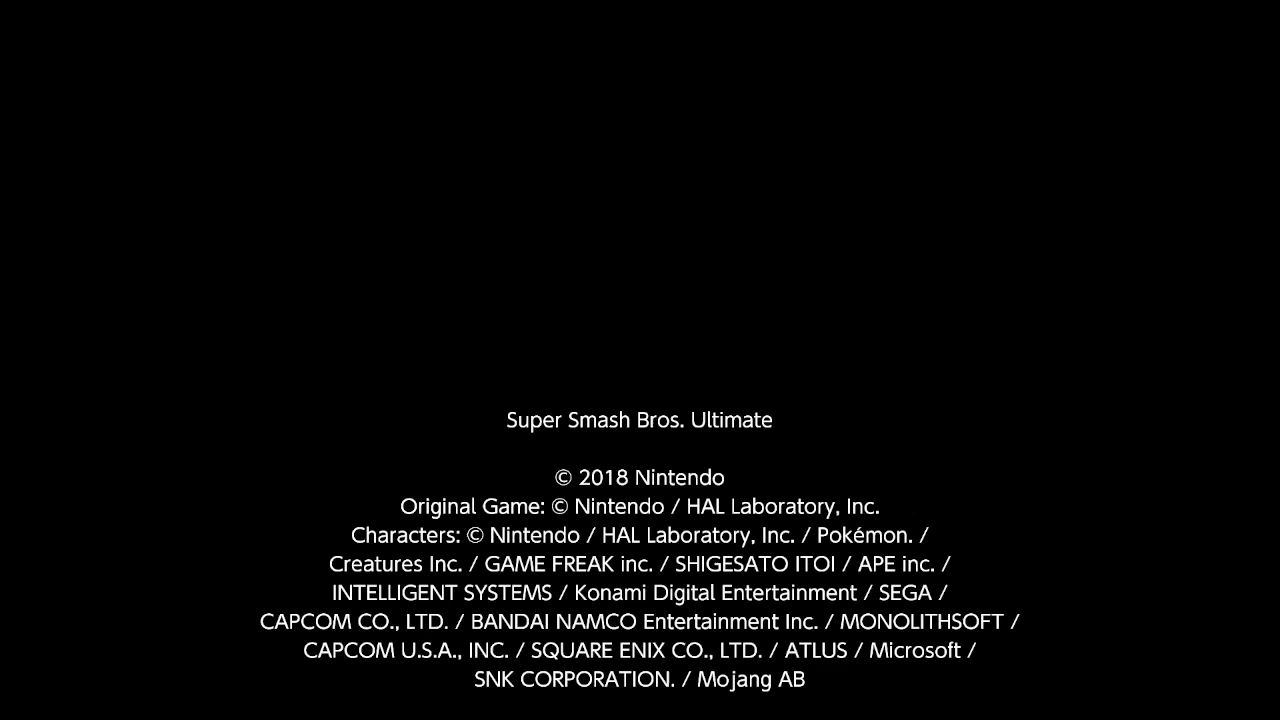 Super Smash Bros. Ultimate
© 2018 Nintendo
Original Game: © Nintendo / HAL Laboratory, Inc.
Characters: © Nintendo / HAL Laboratory, Inc. / Pokémon. /
Creatures Inc. / GAME FREAK inc. / SHIGESATO ITOI / APE inc. /
INTELLIGENT SYSTEMS / Konami Digital Entertainment / SEGA /
CAPCOM CO., LTD. / BANDAI NAMCO Entertainment Inc. / MONOLITHSOFT /
CAPCOM U.S.A., INC. / SQUARE ENIX CO., LTD. / ATLUS / Microsoft /
SNK CORPORATION. / Mojang AB